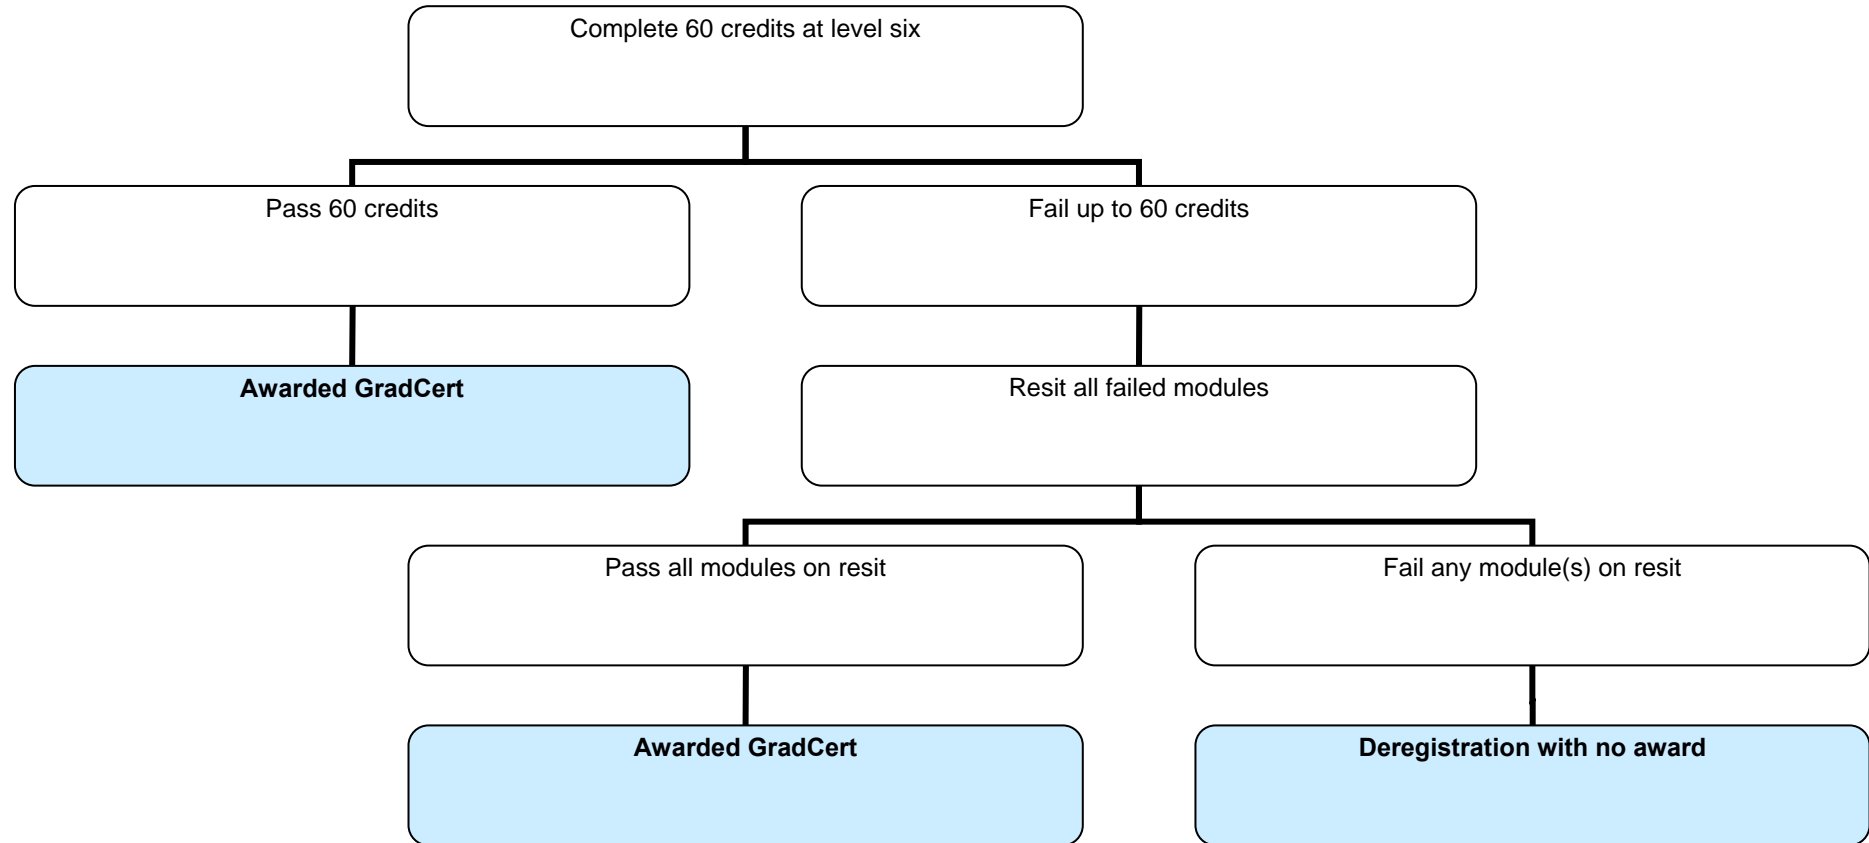 Complete 60 credits at level six
Pass 60 credits
Fail up to 60 credits
Awarded GradCert
Resit all failed modules
Pass all modules on resit
Fail any module(s) on resit
Awarded GradCert
Deregistration with no award